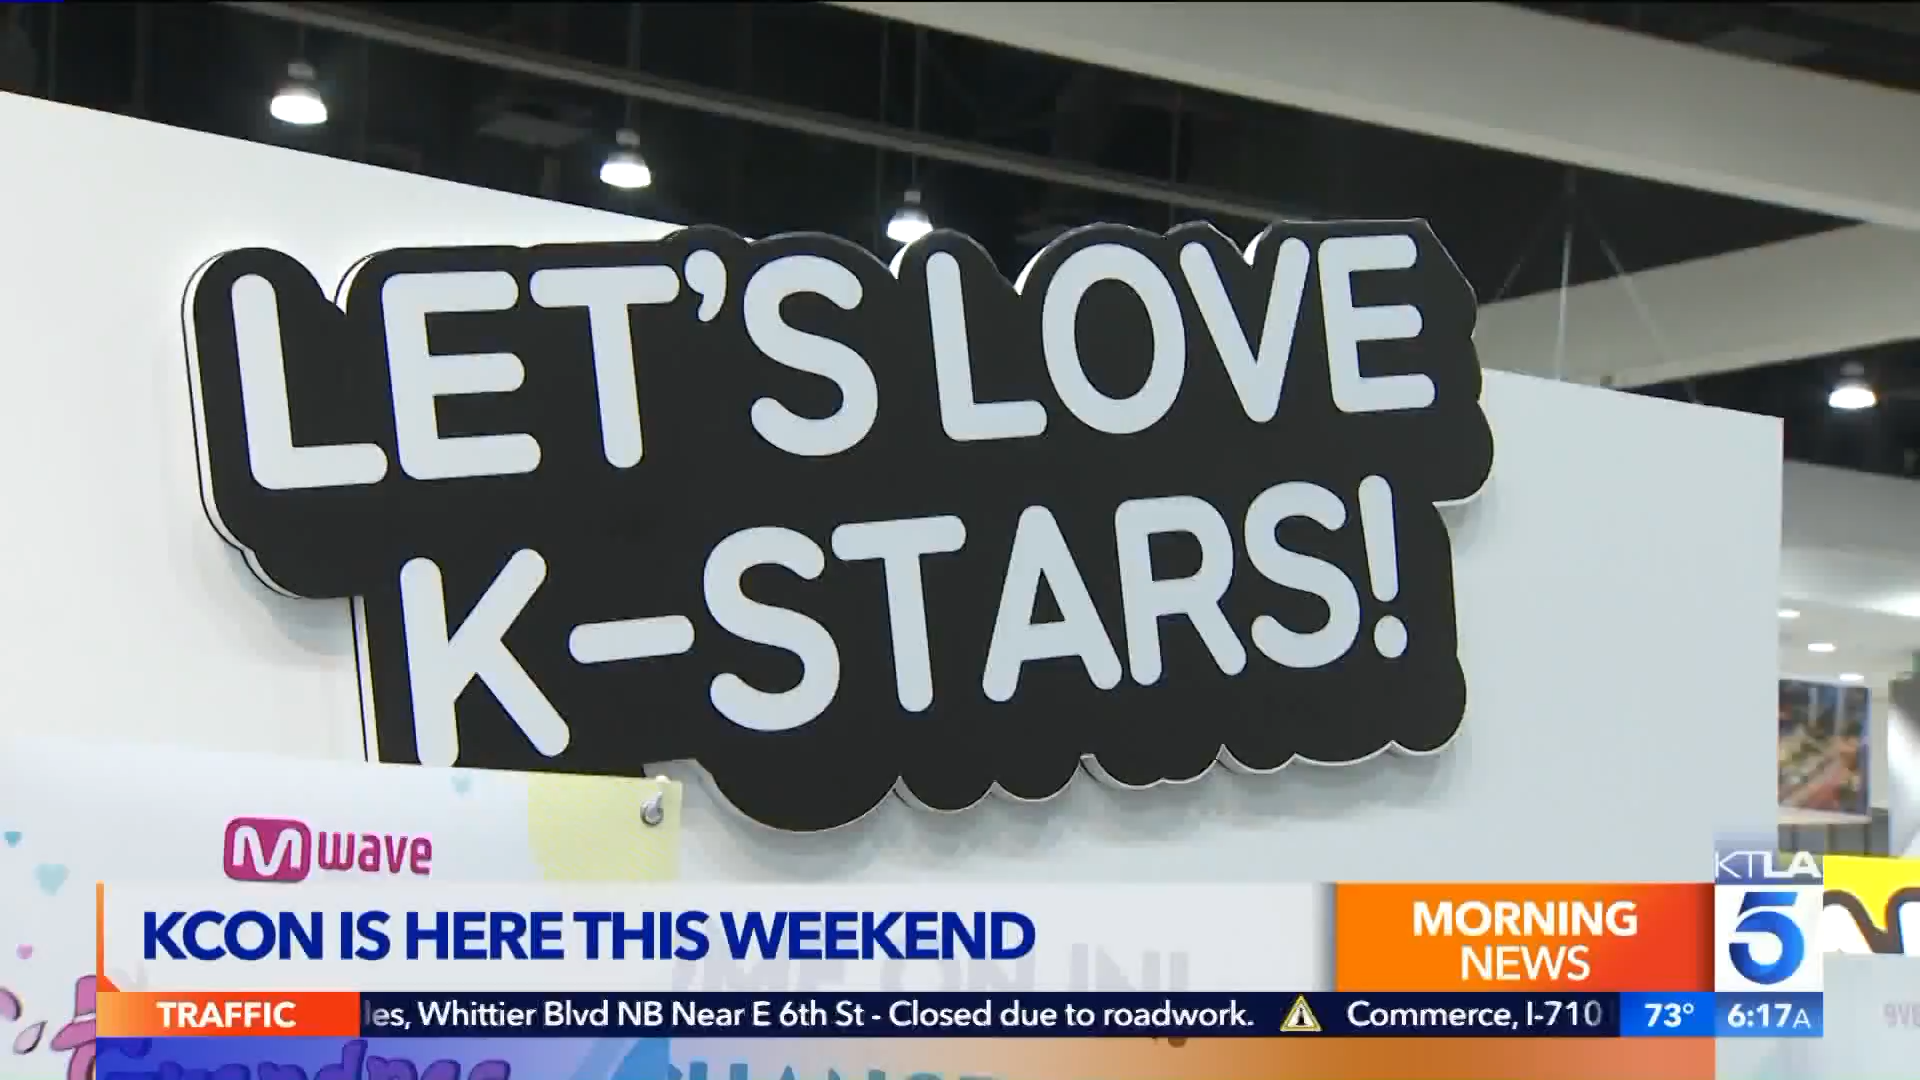 LET'S LOVE
K-STARS!
M wave
KCON IS HERE THIS WEEKEND
MORNING
NEWS
KTLA
5
TRAFFIC
les, Whittier Blvd NB Near E 6th St - Closed due to roadwork. Commerce, I-710
73°
6:17A